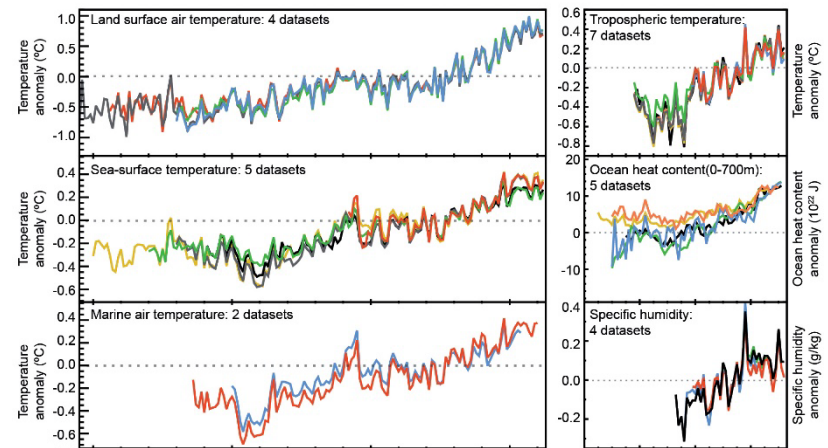 Land surface air temperature: 4 datasets
Temperature
anomaly (ºC)
1.0
0.5
0.0
-0.5
-1.0
Tropospheric temperature:
7 datasets
Temperature
anomaly (ºC)
0.6
0.4
0.2
0.0
-0.2
-0.4
-0.6
-0.8
Sea-surface temperature: 5 datasets
Temperature
anomaly (ºC)
0.4
0.2
0.0
-0.2
-0.4
-0.6
Ocean heat content(0-700m):
5 datasets
Ocean heat content
anomaly (10²² J)
20
10
0
-10
Marine air temperature: 2 datasets
Temperature
anomaly (ºC)
0.4
0.2
0.0
-0.2
-0.4
-0.6
Specific humidity:
4 datasets
Specific humidity
anomaly (g/kg)
0.4
0.2
0.0
-0.2